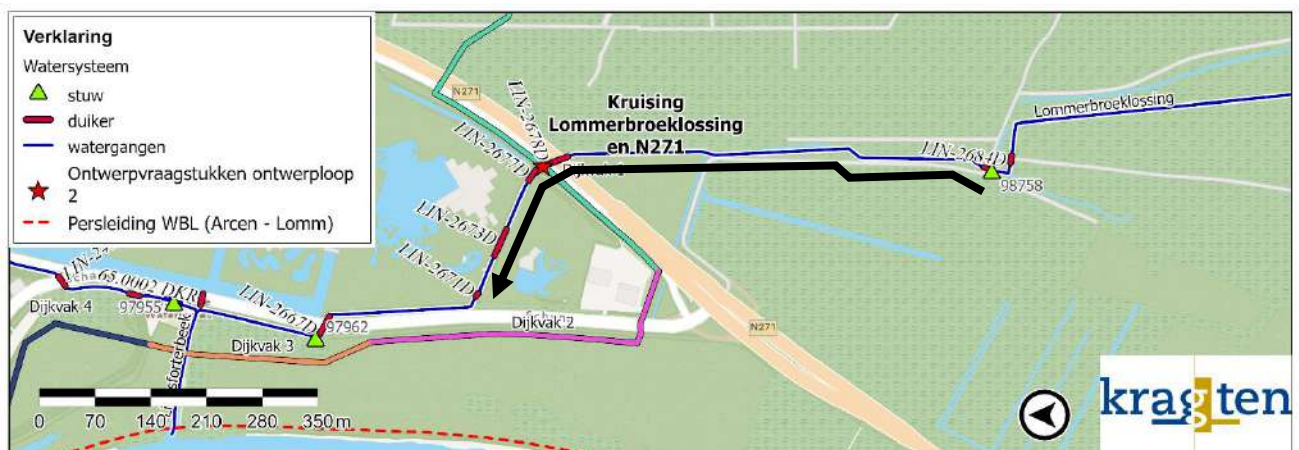 Verklaring
Watersysteem
stuw
duiker
watergangen
Ontwerpvraagstukken ontwerploop
2
Persleiding WBL (Arcen - Lomm)
N271
LIN-2678D
LIN-2677D
Kruising
Lommerbroeklossing
en N271
Lommerbroeklossing
LIN-2684D
98758
LIN-2673D
LIN-2671D
65.0002 DKR
97955
LIN-2667D
97962
Dijkvak 4
Dijkvak 3
Dijkvak 2
N271
0 70 140 210 280 350 m
kragten